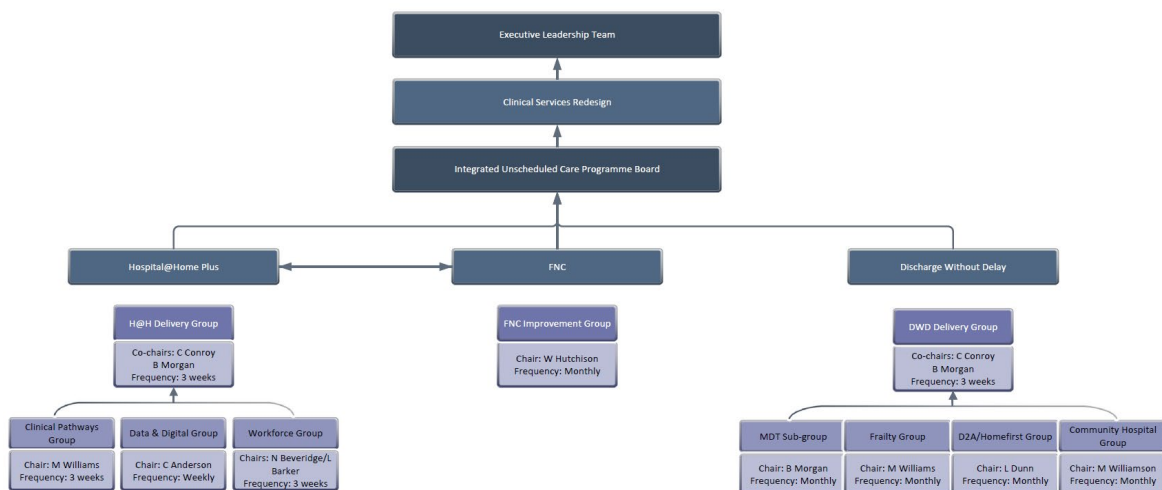 Executive Leadership Team
Clinical Services Redesign
Integrated Unscheduled Care Programme Board
Hospital@Home Plus
FNC
Discharge Without Delay
H@H Delivery Group
Co-chairs: C Conroy
B Morgan
Frequency: 3 weeks
FNC Improvement Group
Chair: W Hutchison
Frequency: Monthly
DWD Delivery Group
Co-chairs: C Conroy
B Morgan
Frequency: 3 weeks
Clinical Pathways
Group
Chair: M Williams
Frequency: 3 weeks
Data & Digital Group
Chair: C Anderson
Frequency: Weekly
Workforce Group
Chairs: N Beveridge/L
Barker
Frequency: 3 weeks
MDT Sub-group
Chair: B Morgan
Frequency: Monthly
Frailty Group
Chair: M Williams
Frequency: Monthly
D2A/Homefirst Group
Chair: L Dunn
Frequency: Monthly
Community Hospital
Group
Chair: M Williamson
Frequency: Monthly